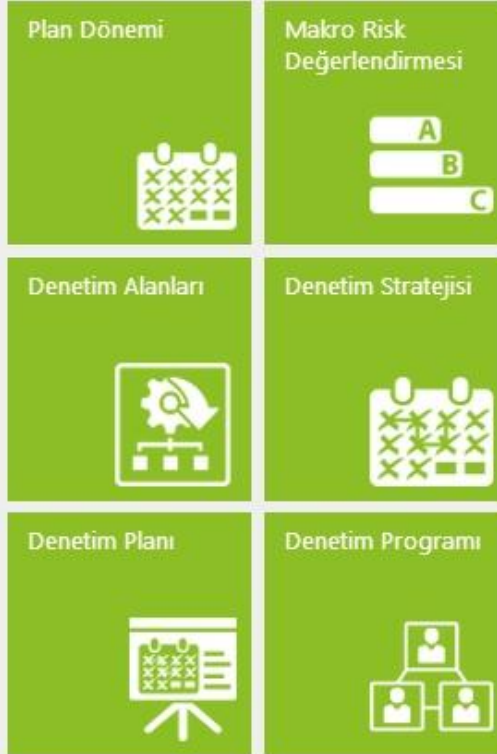 Plan Dönemi
Makro Risk
Değerlendirmesi
A
B
C
Denetim Alanları
Denetim Stratejisi
Denetim Planı
Denetim Programı